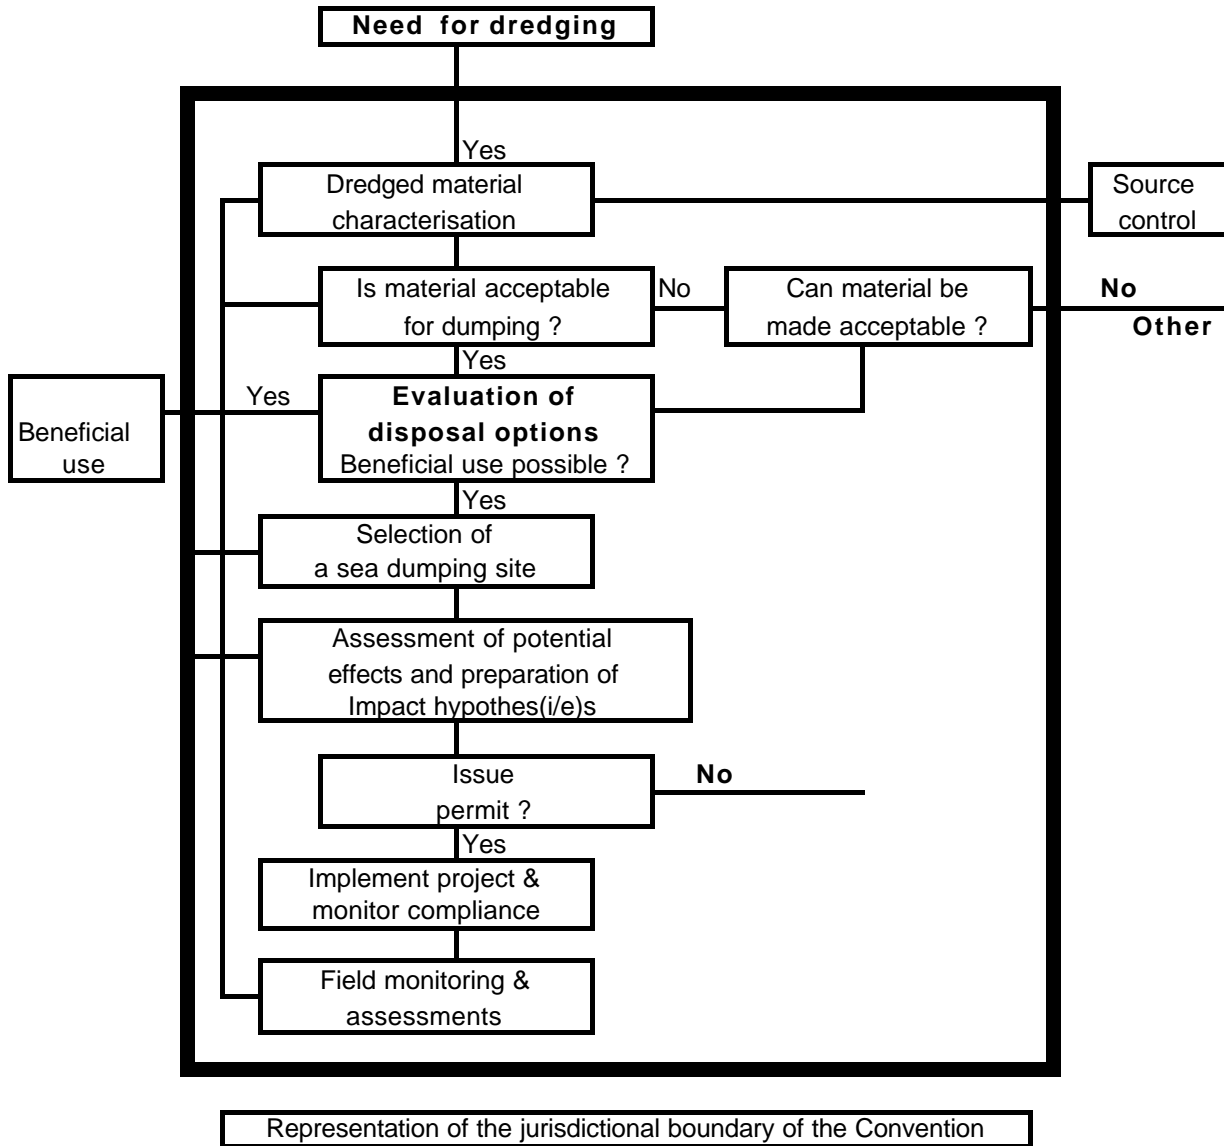 Need for dredging
Yes
Dredged material
characterisation
Source
control
Is material acceptable
for dumping ?
No
Can material be
made acceptable ?
No
Other
Yes
Beneficial
use
Yes
Evaluation of
disposal options
Beneficial use possible ?
Yes
Selection of
a sea dumping site
Assessment of potential
effects and preparation of
Impact hypothes(i/e)s
Issue
permit ?
No
Yes
Implement project &
monitor compliance
Field monitoring &
assessments
Representation of the jurisdictional boundary of the Convention